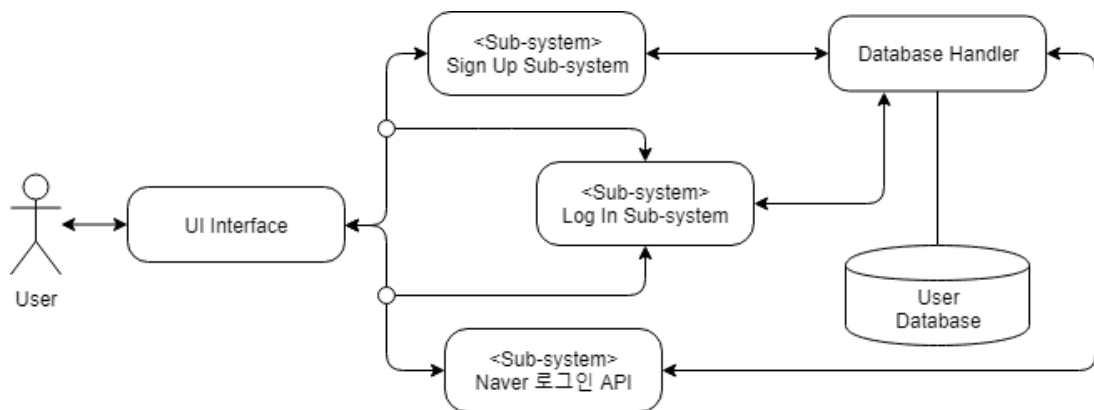 <Sub-system>
Sign Up Sub-system
Database Handler
<Sub-system>
Log In Sub-system
UI Interface
User
User
Database
<Sub-system>
Naver 로그인 API